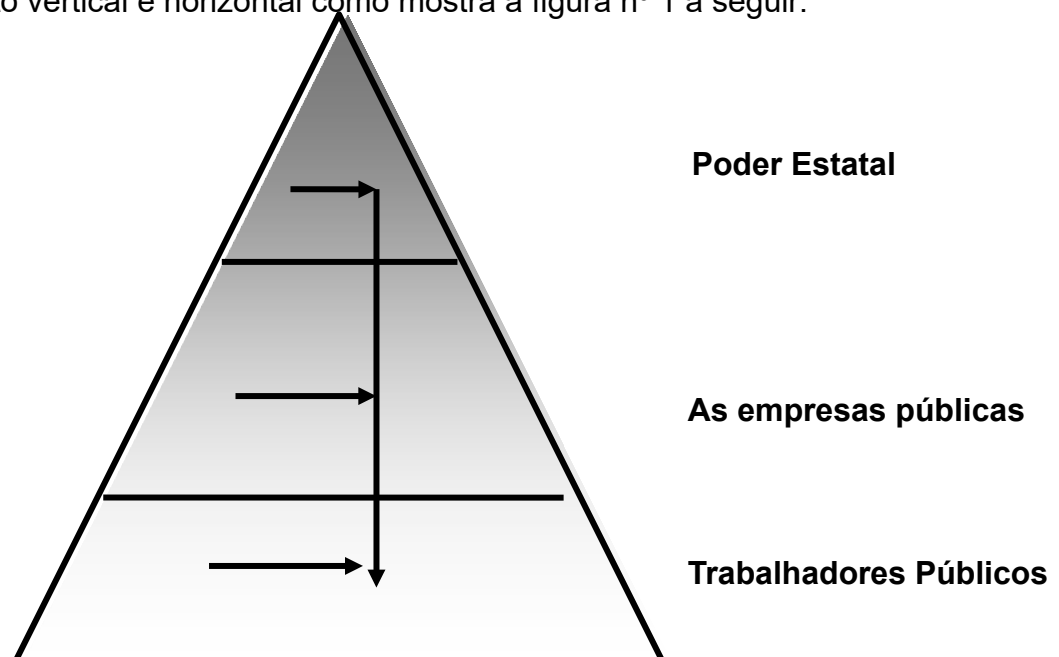 vertical e horizontal como mostra a figura nº 1 a seguir:
Poder Estatal
As empresas públicas
Trabalhadores Públicos